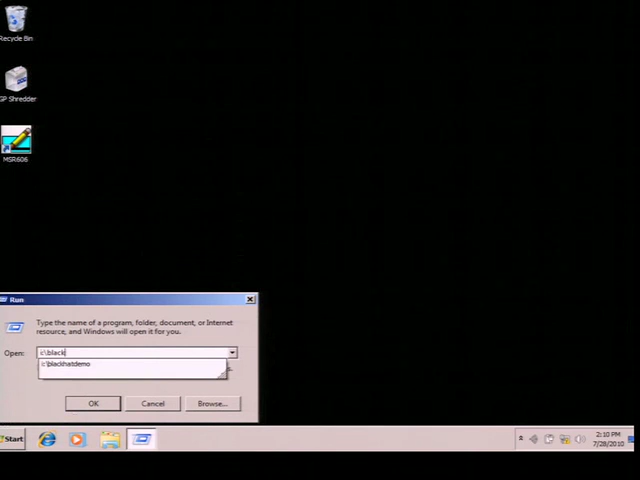 Recycle Bin
GP Shredder
MSR606
Run
Type the name of a program, folder, document, or Internet
resource, and Windows will open it for you.
Open:
c:\black
c:\blackhatdemo
OK
Cancel
Browse...
Start
2:10 PM
7/28/2010